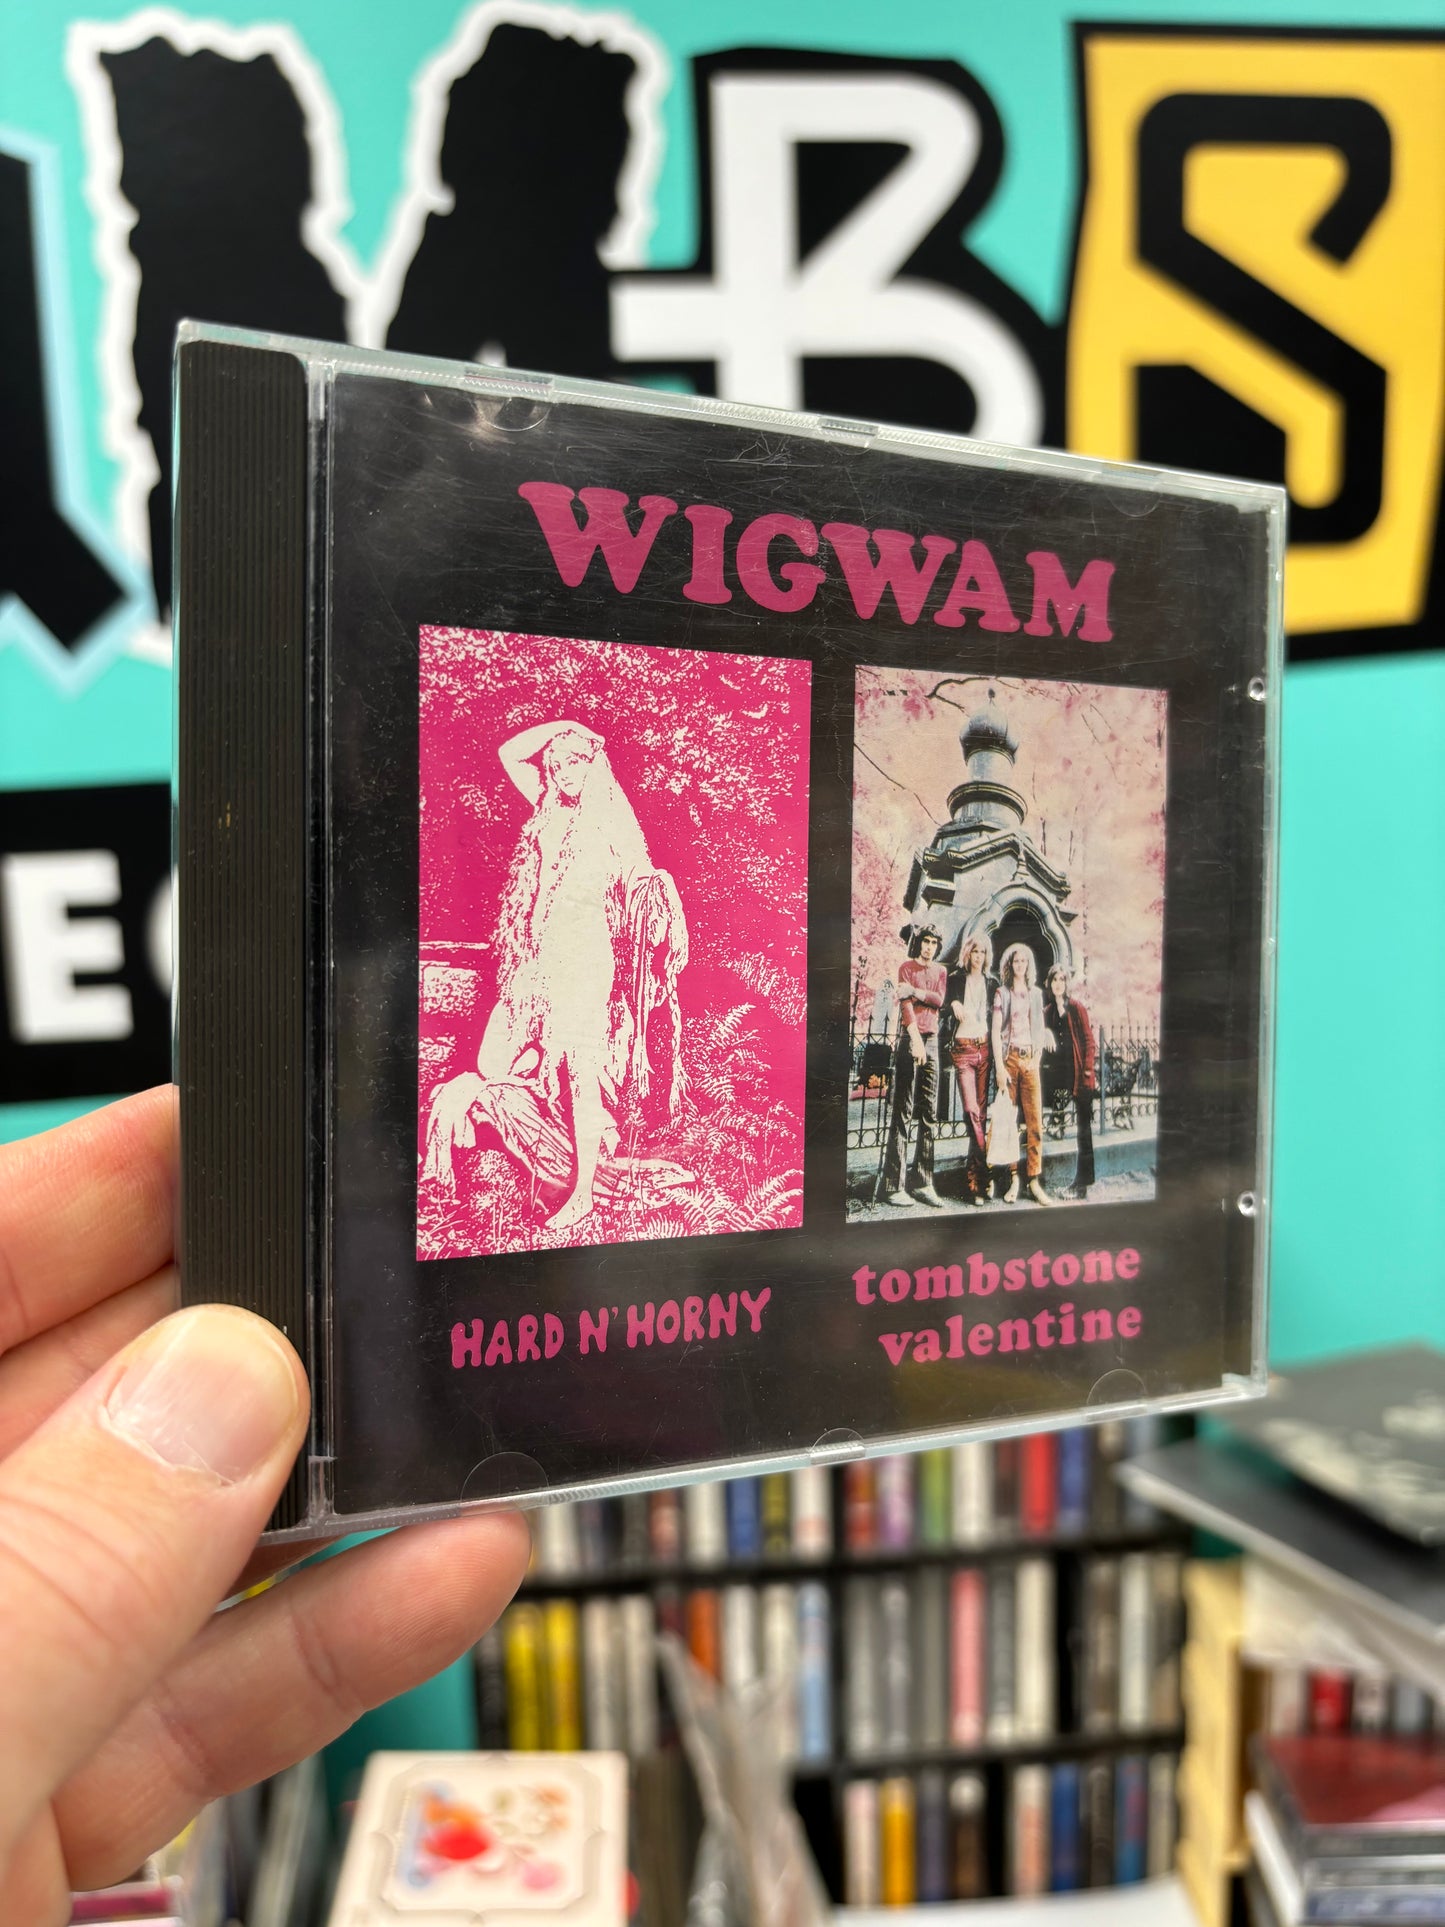 WIGWAM
HARD N' HORNY
tombstone
valentine